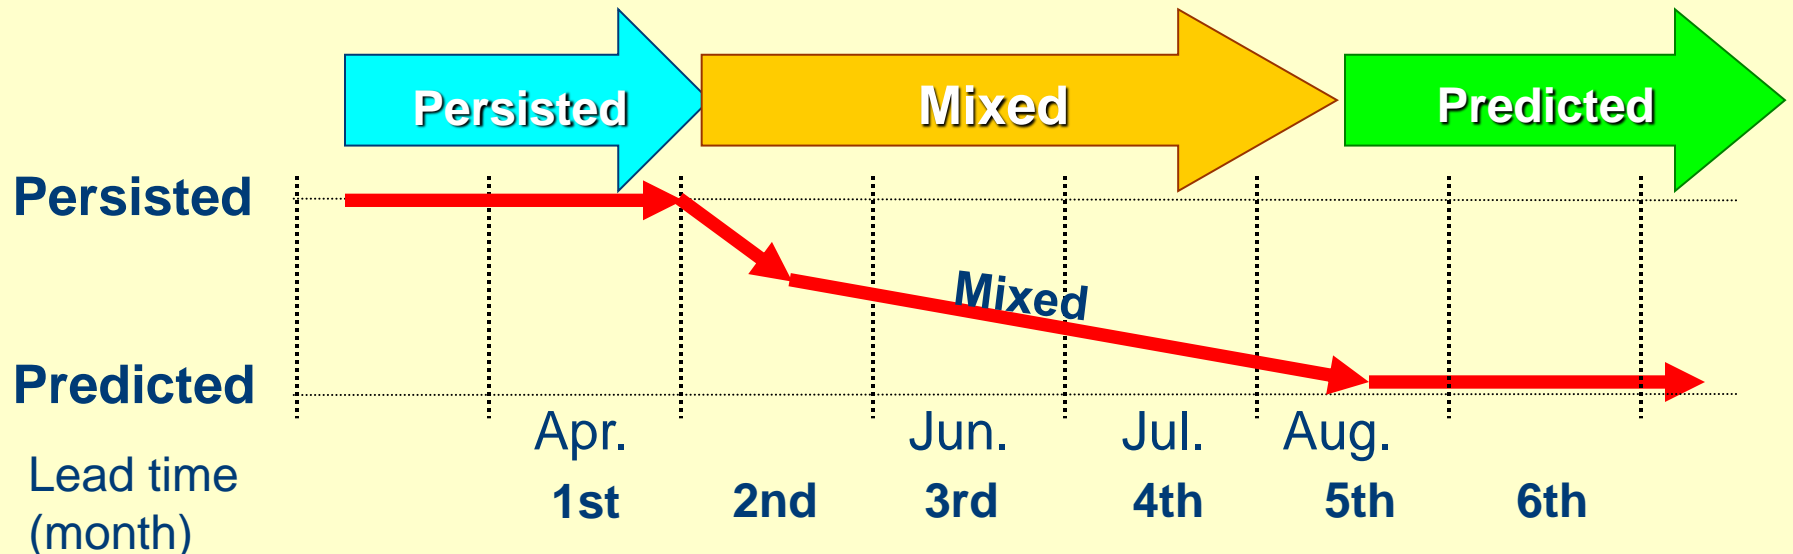 Persisted
Mixed
Predicted
Persisted
Mixed
Predicted
Apr.
Jun.
Jul.
Aug.
Lead time
(month)
1st
2nd
3rd
4th
5th
6th